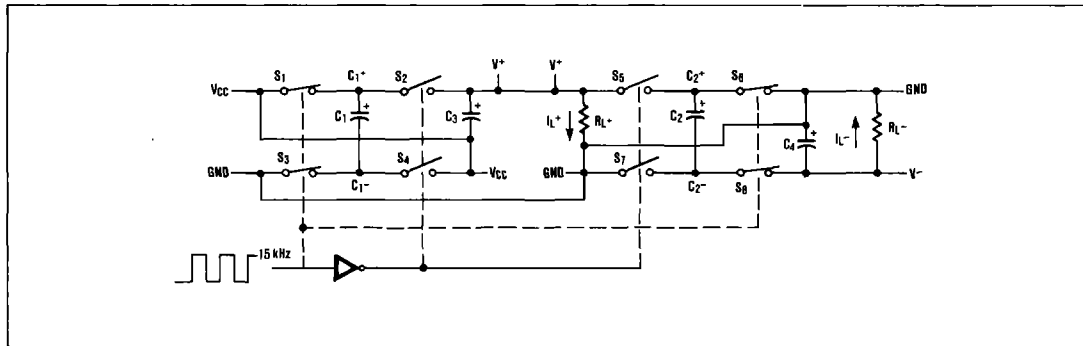 S1 C1+ S2 V+ V+ S5 C2+ S6
VCC GND
C1 + C3 + IL+ RL+ C2 + C4 + IL- RL-
S3 S4 S7 S8
GND VCC GND V-
C1- C2-
15 kHz